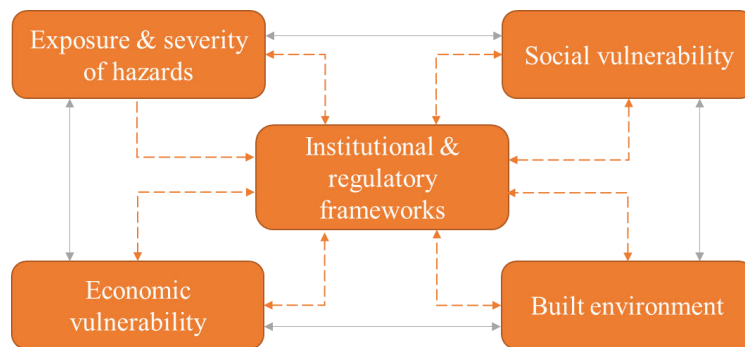 Exposure & severity
of hazards
Social vulnerability
Institutional &
regulatory
frameworks
Economic
vulnerability
Built environment